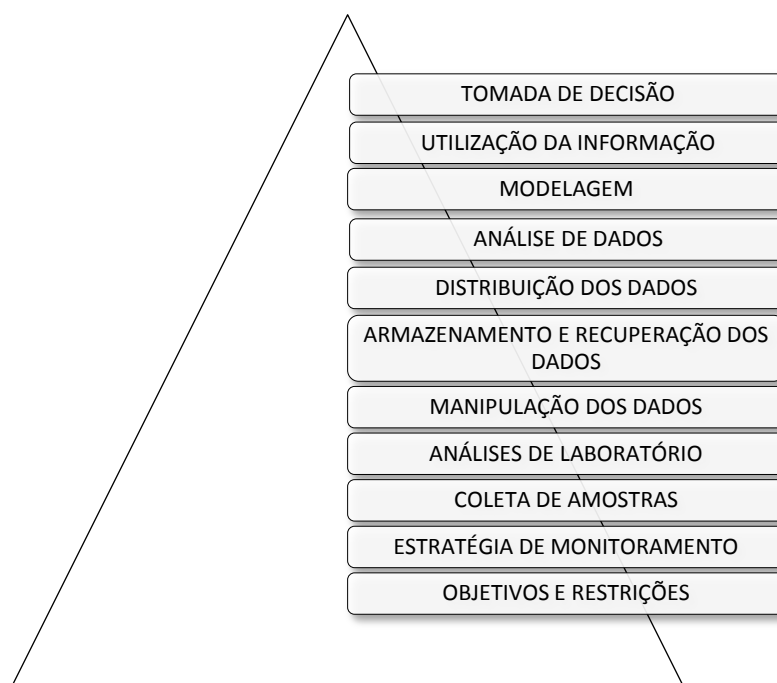 TOMADA DE DECISÃO
UTILIZAÇÃO DA INFORMAÇÃO
MODELAGEM
ANÁLISE DE DADOS
DISTRIBUIÇÃO DOS DADOS
ARMAZENAMENTO E RECUPERAÇÃO DOS
DADOS
MANIPULAÇÃO DOS DADOS
ANÁLISES DE LABORATÓRIO
COLETA DE AMOSTRAS
ESTRATÉGIA DE MONITORAMENTO
OBJETIVOS E RESTRIÇÕES